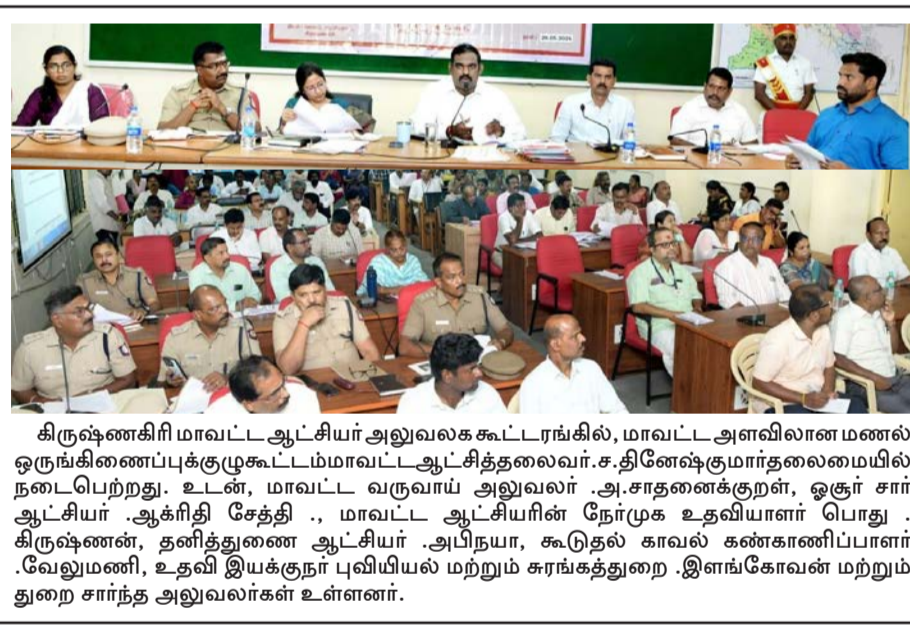 கிருஷ்ணகிரி மாவட்ட ஆட்சியர் அலுவலக கூட்டரங்கில், மாவட்ட அளவிலான மணல்
ஒருங்கிணைப்புக்குழு கூட்டம் மாவட்ட ஆட்சித்தலைவர்.ச.தினேஷ்குமார் தலைமையில்
நடைபெற்றது. உடன், மாவட்ட வருவாய் அலுவலர் .அ.சாதனைக்குறள், ஓசூர் சார்
ஆட்சியர் .ஆக்ரிதி சேத்தி ., மாவட்ட ஆட்சியரின் நேர்முக உதவியாளர் பொது .
கிருஷ்ணன், தனித்துணை ஆட்சியர் .அபிநயா, கூடுதல் காவல் கண்காணிப்பாளர்
.வேலுமணி, உதவி இயக்குநர் புவியியல் மற்றும் சுரங்கத்துறை .இளங்கோவன் மற்றும்
துறை சார்ந்த அலுவலர்கள் உள்ளனர்.